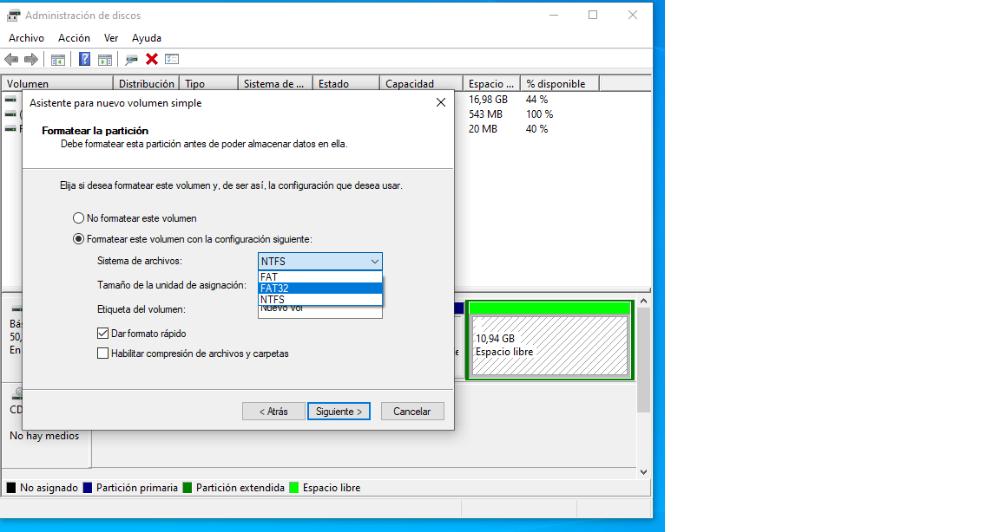 Administración de discos
Archivo Acción Ver Ayuda
Volumen Distribución Tipo Sistema de ... Estado Capacidad Espacio ... % disponible
16,98 GB 44 %
543 MB 100 %
20 MB 40 %
Asistente para nuevo volumen simple
Formatear la partición
Debe formatear esta partición antes de poder almacenar datos en ella.
Elija si desea formatear este volumen y, de ser así, la configuración que desea usar.
No formatear este volumen
Formatear este volumen con la configuración siguiente:
Sistema de archivos: NTFS
FAT
FAT32
NTFS
Tamaño de la unidad de asignación:
Etiqueta del volumen: Nuevo vol
Dar formato rápido
Habilitar compresión de archivos y carpetas
< Atrás Siguiente > Cancelar
10,94 GB
Espacio libre
Bás
50,
En
CD
No hay medios
No asignado Partición primaria Partición extendida Espacio libre